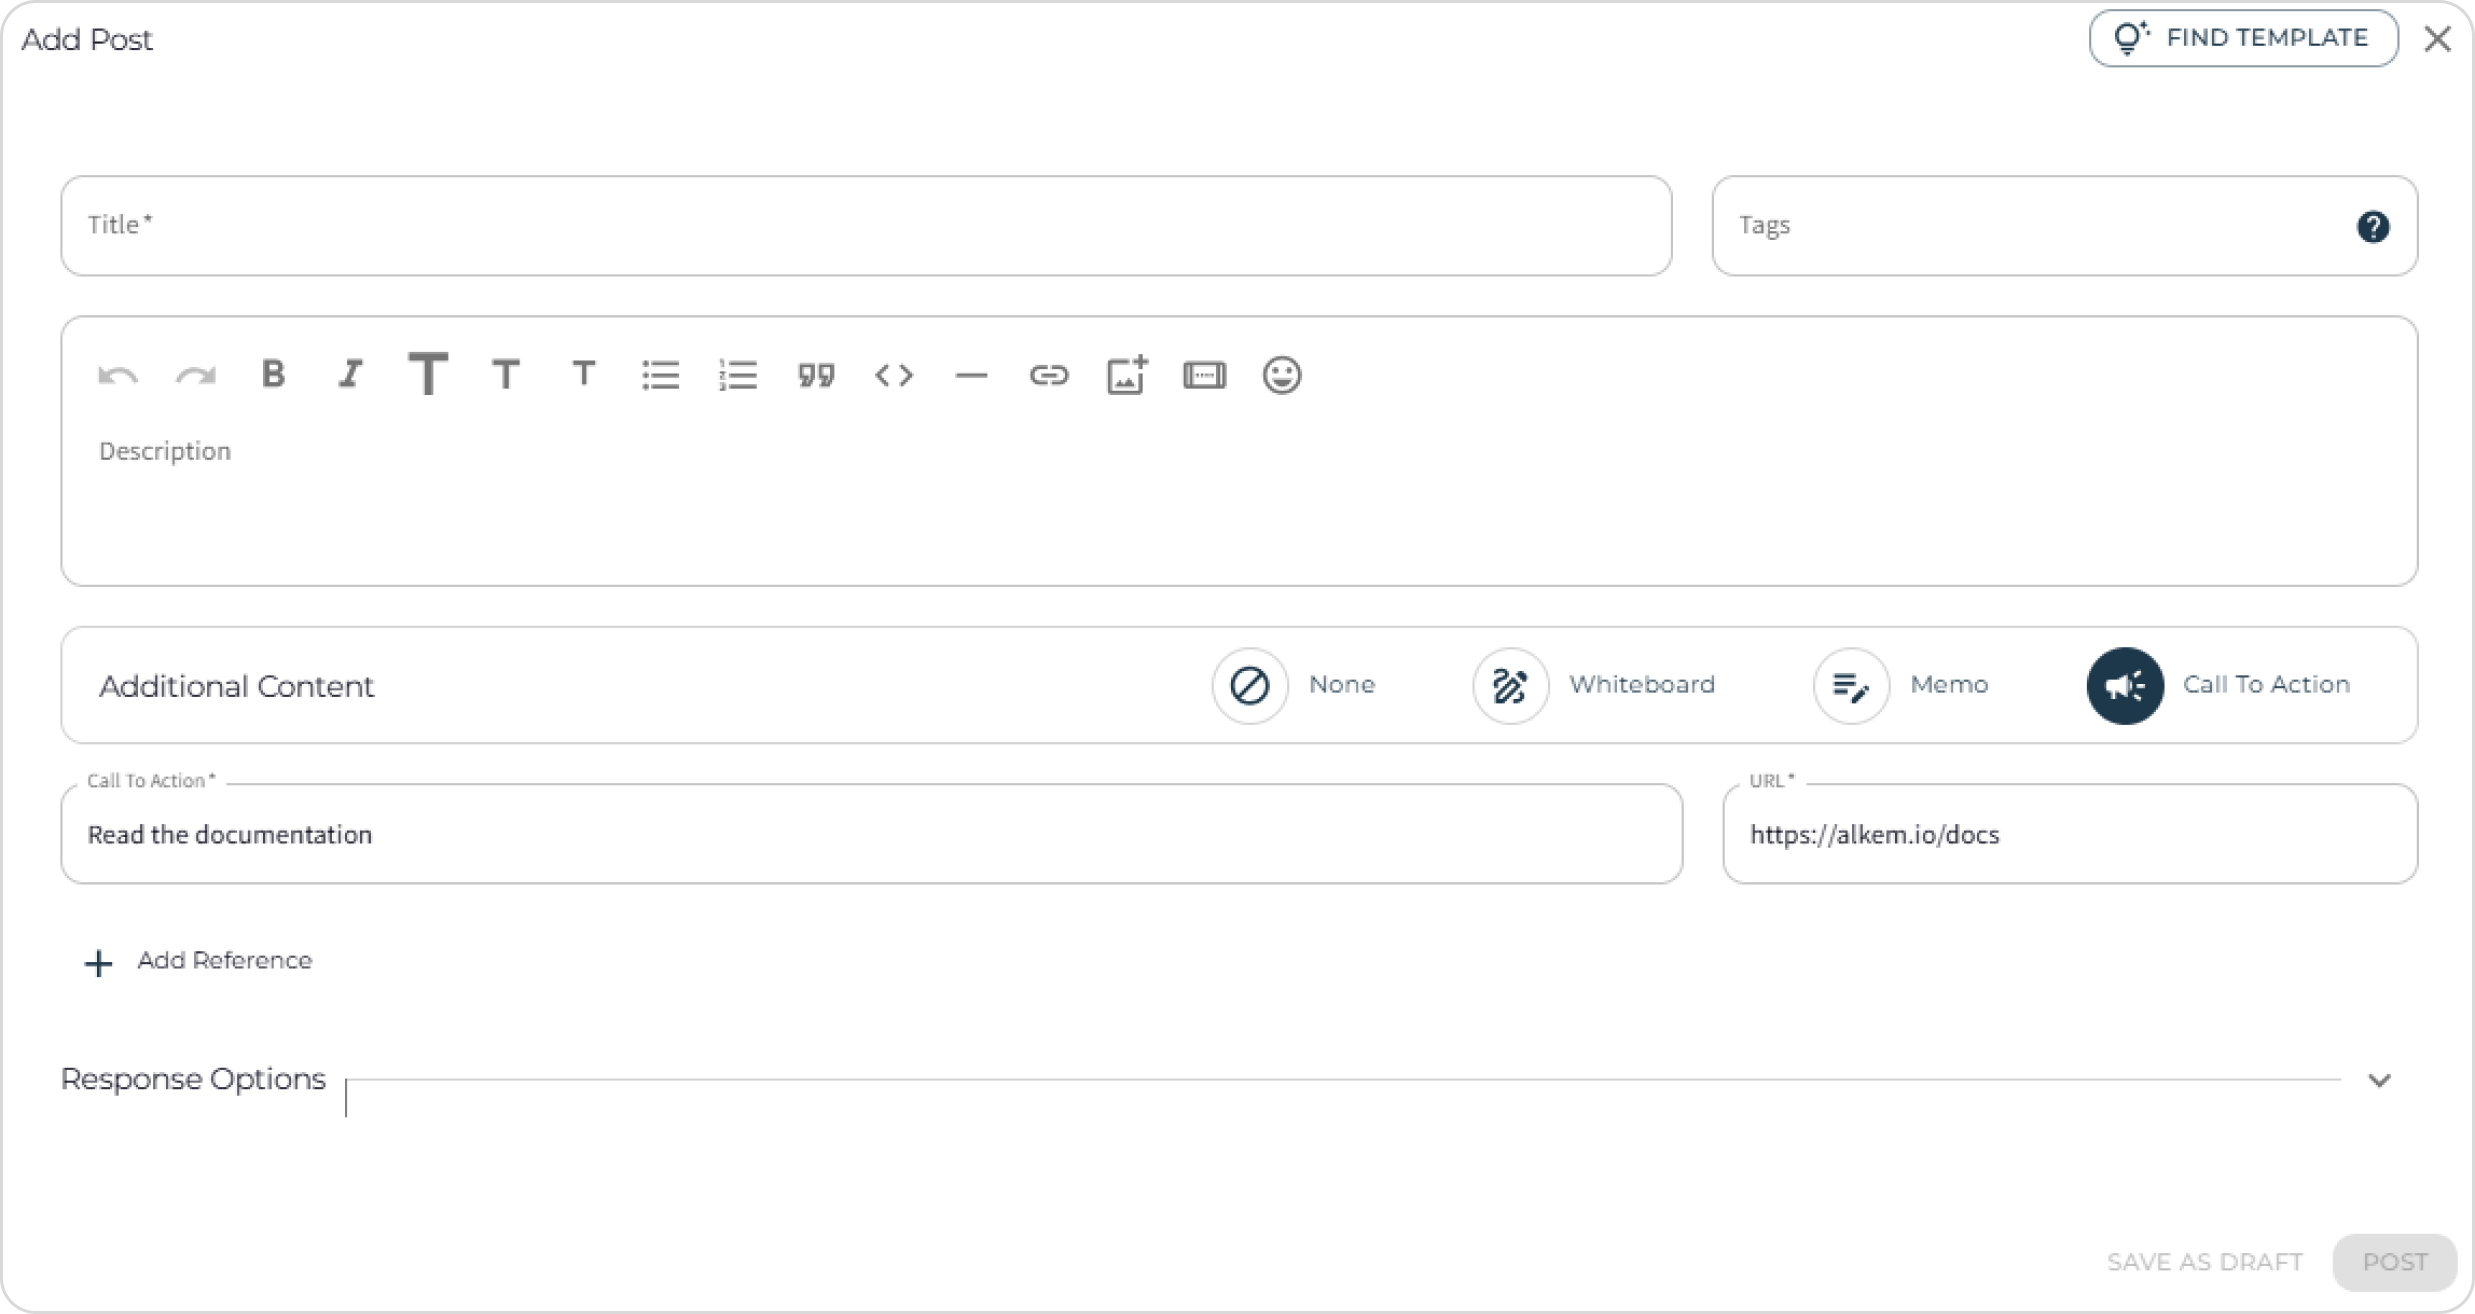 Add Post
FIND TEMPLATE
Title*
Tags
Description
Additional Content
None
Whiteboard
Memo
Call To Action
Call To Action*
Read the documentation
URL*
https://alkem.io/docs
Add Reference
Response Options
SAVE AS DRAFT
POST